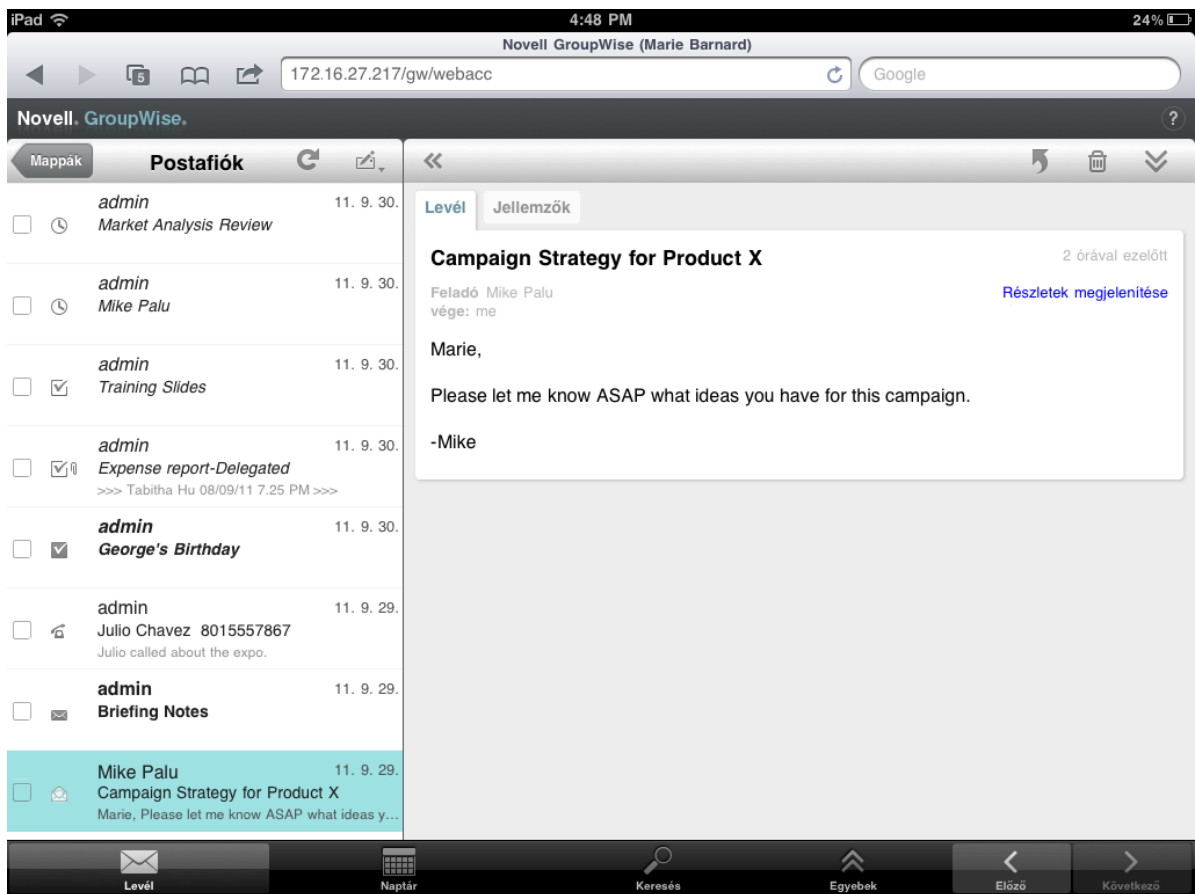 iPad 4:48 PM 24%
Novell GroupWise (Marie Barnard)
5 172.16.27.217/gw/webacc Google
Novell. GroupWise. ?
Mappák Postafiók
admin 11. 9. 30.
Market Analysis Review
admin 11. 9. 30.
Mike Palu
admin 11. 9. 30.
Training Slides
admin 11. 9. 30.
Expense report-Delegated
>>> Tabitha Hu 08/09/11 7.25 PM >>>
admin 11. 9. 30.
George's Birthday
admin 11. 9. 29.
Julio Chavez 8015557867
Julio called about the expo.
admin 11. 9. 29.
Briefing Notes
Mike Palu 11. 9. 29.
Campaign Strategy for Product X
Marie, Please let me know ASAP what ideas y...
Levél Jellemzők
Campaign Strategy for Product X 2 órával ezelőtt
Feladó Mike Palu Részletek megjelenítése
vége: me
Marie,
Please let me know ASAP what ideas you have for this campaign.
-Mike
Levél Naptár Keresés Egyebek Előző Következő